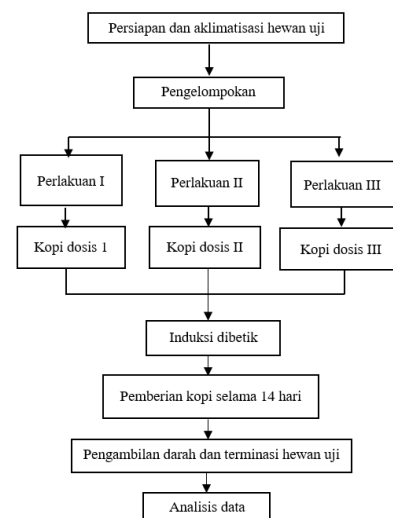 Persiapan dan aklimatisasi hewan uji
Pengelompokan
Perlakuan I
Perlakuan II
Perlakuan III
Kopi dosis 1
Kopi dosis II
Kopi dosis III
Induksi dibetik
Pemberian kopi selama 14 hari
Pengambilan darah dan terminasi hewan uji
Analisis data